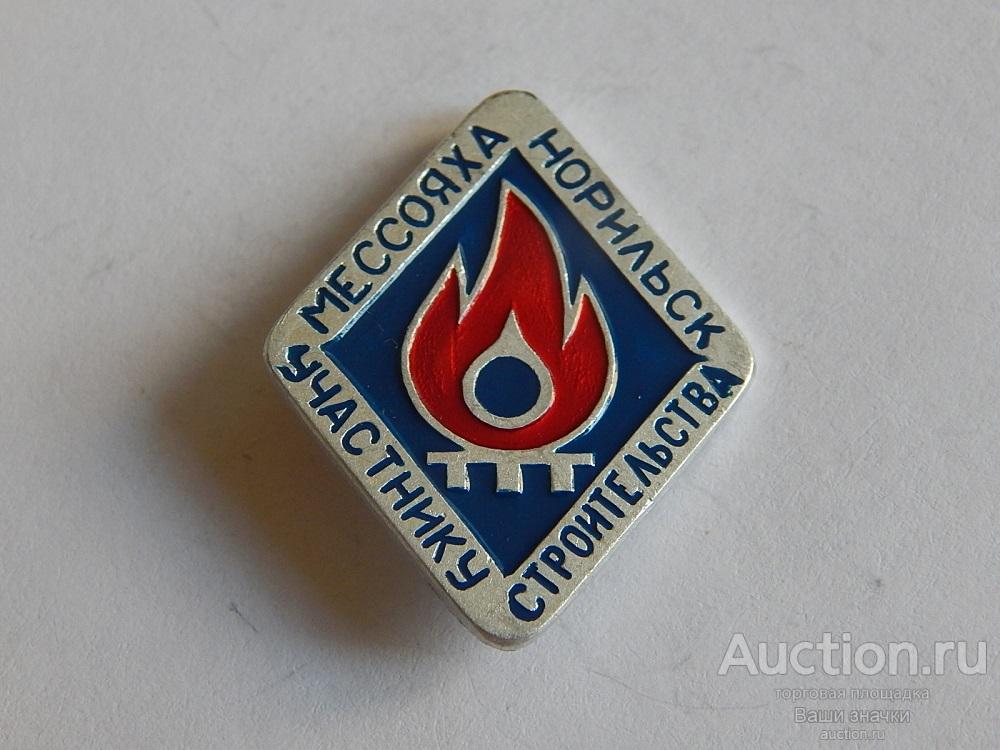 МЕССОЯХА
НОРИЛЬСК
УЧАСТНИКУ
СТРОИТЕЛЬСТВА
Auction.ru
торговая площадка
Ваши значки
auction.ru